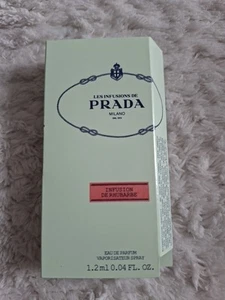 LES INFUSIONS DE
PRADA
MILANO
INFUSION
DE RHUBARBE
EAU DE PARFUM
VAPORISATEUR SPRAY
1.2 ml 0.04 FL. OZ.